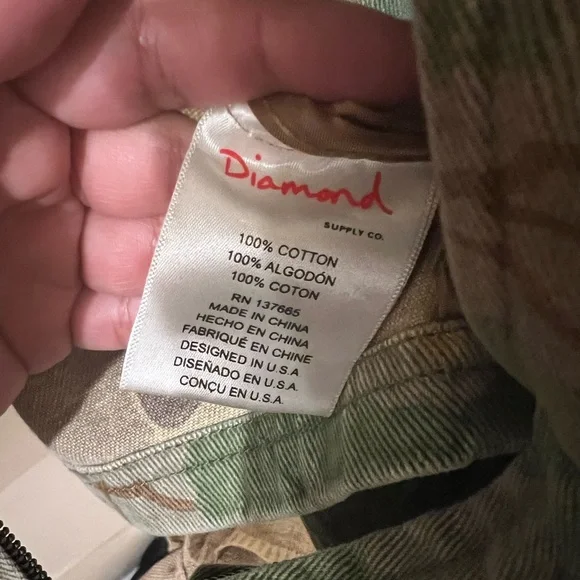 Diamond
SUPPLY CO.
100% COTTON
100% ALGODÓN
100% COTON
RN 137665
MADE IN CHINA
HECHO EN CHINA
FABRIQUÉ EN CHINE
DESIGNED IN U.S.A
DISEÑADO EN U.S.A.
CONÇU EN U.S.A.